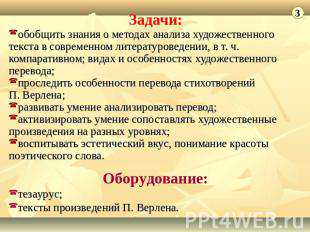 3
Задачи:
обобщить знания о методах анализа художественного
текста в современном литературоведении, в т. ч.
компаративном; видах и особенностях художественного
перевода;
проследить особенности перевода стихотворений
П. Верлена;
развивать умение анализировать перевод;
активизировать умение сопоставлять художественные
произведения на разных уровнях;
воспитывать эстетический вкус, понимание красоты
поэтического слова.
Оборудование:
тезаурус;
тексты произведений П. Верлена.
PPT4WEB.ru